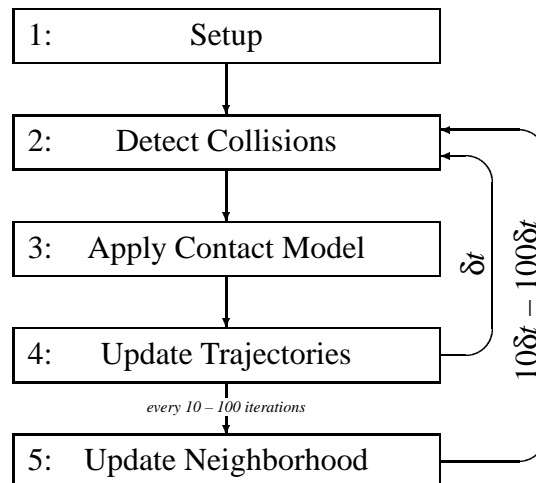 1: Setup
2: Detect Collisions
3: Apply Contact Model
δt
10δt – 100δt
4: Update Trajectories
every 10 – 100 iterations
5: Update Neighborhood